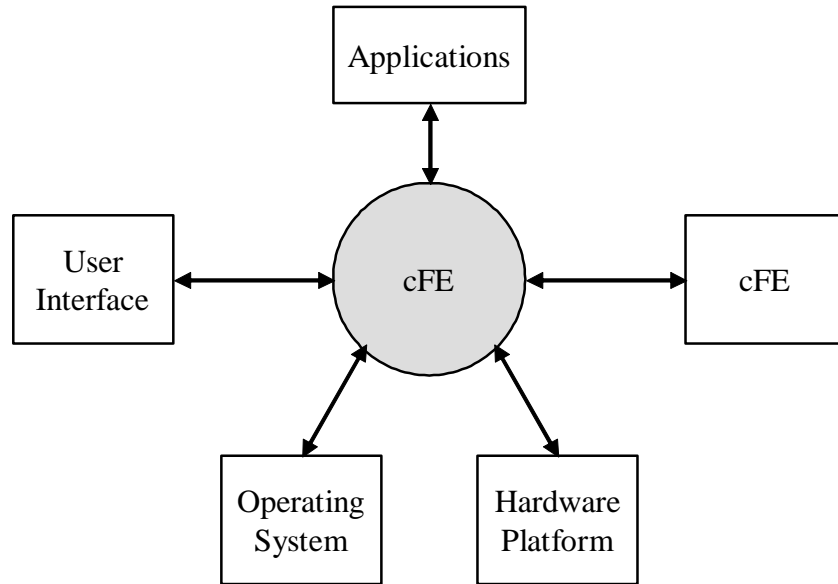 Applications
User
Interface
cFE
cFE
Operating
System
Hardware
Platform